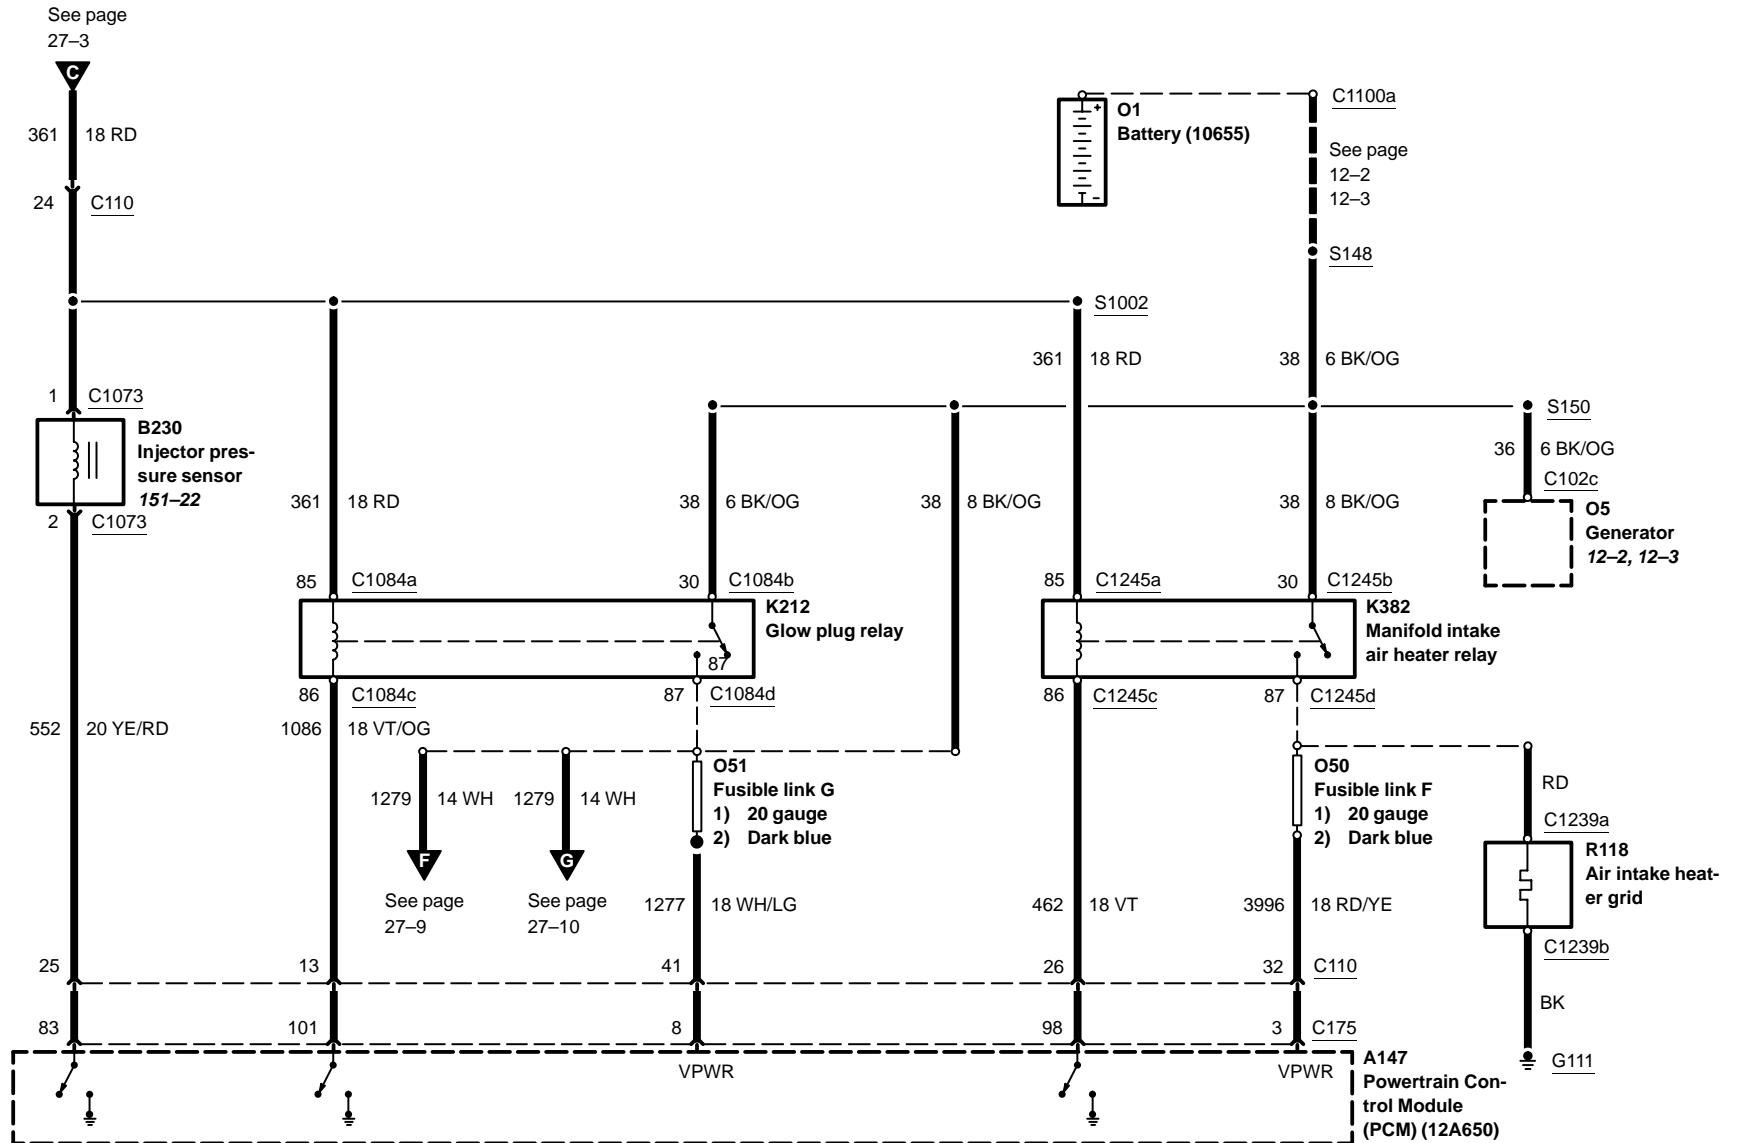 See page
27–3
C
361 18 RD
24 C110
O1
Battery (10655)
+
–
C1100a
See page
12–2
12–3
S148
S1002
361 18 RD
38 6 BK/OG
1 C1073
B230
Injector pres-
sure sensor
151–22
2 C1073
S150
36 6 BK/OG
C102c
O5
Generator
12–2, 12–3
361 18 RD
38 6 BK/OG
38 8 BK/OG
38 8 BK/OG
85 C1084a
30 C1084b
K212
Glow plug relay
87
85 C1245a
30 C1245b
K382
Manifold intake
air heater relay
86 C1084c
87 C1084d
86 C1245c
87 C1245d
552 20 YE/RD
1086 18 VT/OG
1279 14 WH
1279 14 WH
O51
Fusible link G
1) 20 gauge
2) Dark blue
O50
Fusible link F
1) 20 gauge
2) Dark blue
RD
C1239a
R118
Air intake heat-
er grid
F
See page
27–9
G
See page
27–10
1277 18 WH/LG
462 18 VT
3996 18 RD/YE
C1239b
BK
G111
25 13 41 26 32 C110
83 101 8 98 3 C175
VPWR
VPWR
A147
Powertrain Con-
trol Module
(PCM) (12A650)